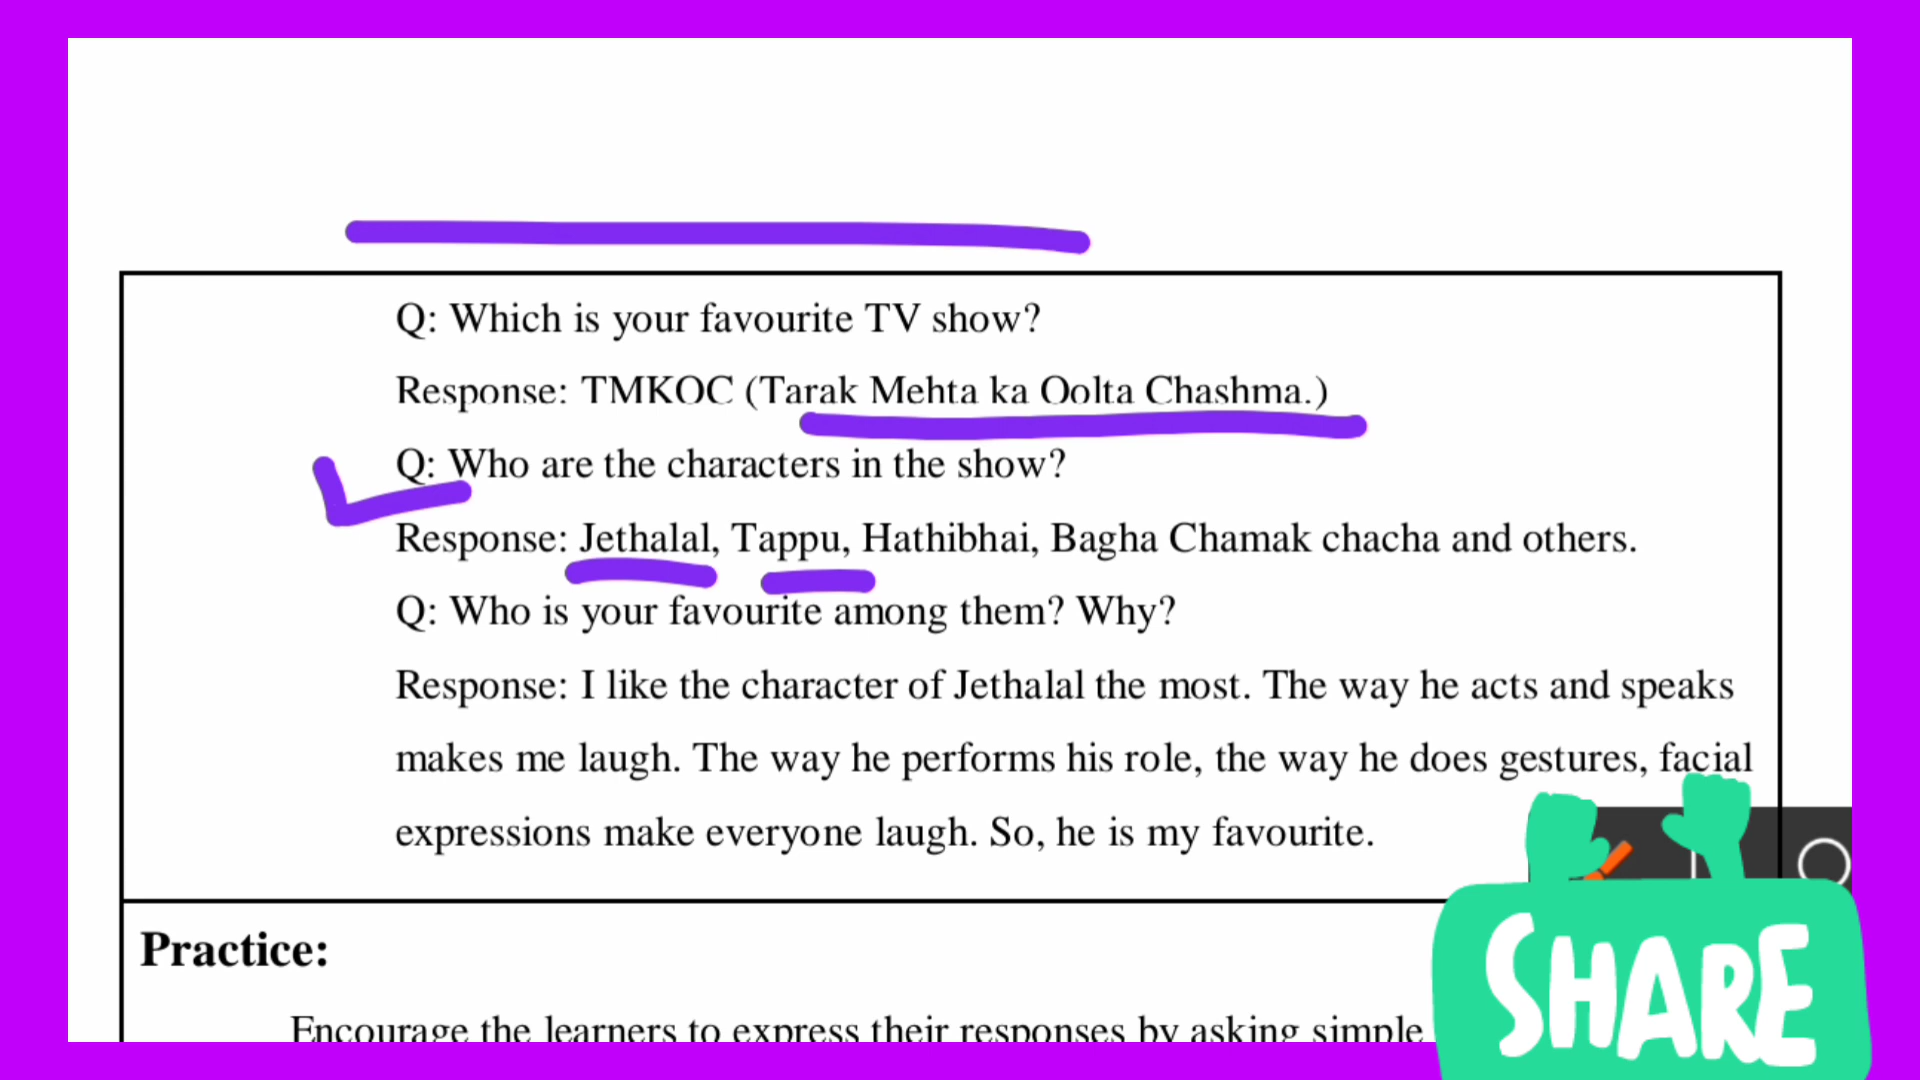 Q: Which is your favourite TV show?
Response: TMKOC (Tarak Mehta ka Oolta Chashma.)
Q: Who are the characters in the show?
Response: Jethalal, Tappu, Hathibhai, Bagha Chamak chacha and others.
Q: Who is your favourite among them? Why?
Response: I like the character of Jethalal the most. The way he acts and speaks
makes me laugh. The way he performs his role, the way he does gestures, facial
expressions make everyone laugh. So, he is my favourite.
Practice:
Encourage the learners to express their responses by asking simple
SHARE